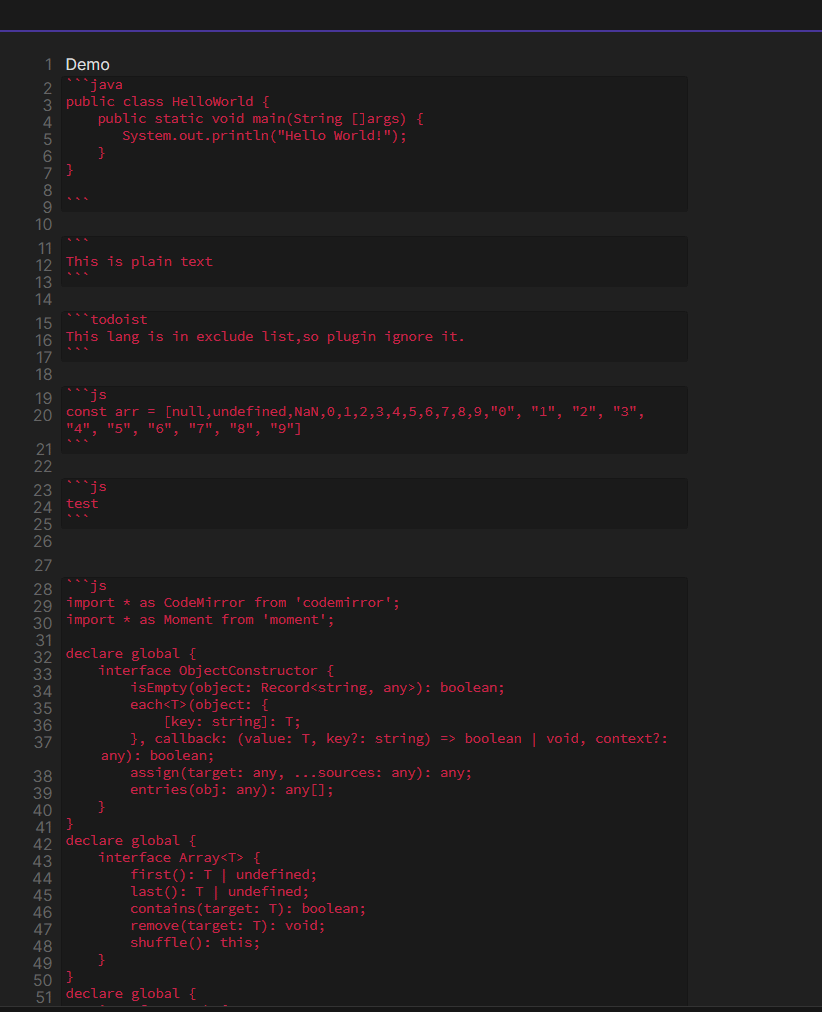 1 Demo
2 ```java
3 public class HelloWorld {
4     public static void main(String []args) {
5        System.out.println("Hello World!");
6     }
7 }
8
9 ```
10
11 ```
12 This is plain text
13 ```
14
15 ```todoist
16 This lang is in exclude list,so plugin ignore it.
17 ```
18
19 ```js
20 const arr = [null,undefined,NaN,0,1,2,3,4,5,6,7,8,9,"0", "1", "2", "3",
"4", "5", "6", "7", "8", "9"]
21 ```
22
23 ```js
24 test
25 ```
26
27
28 ```js
29 import * as CodeMirror from 'codemirror';
30 import * as Moment from 'moment';
31
32 declare global {
33     interface ObjectConstructor {
34         isEmpty(object: Record<string, any>): boolean;
35         each<T>(object: {
36             [key: string]: T;
37         }, callback: (value: T, key?: string) => boolean | void, context?:
any): boolean;
38         assign(target: any, ...sources: any): any;
39         entries(obj: any): any[];
40     }
41 }
42 declare global {
43     interface Array<T> {
44         first(): T | undefined;
45         last(): T | undefined;
46         contains(target: T): boolean;
47         remove(target: T): void;
48         shuffle(): this;
49     }
50 }
51 declare global {